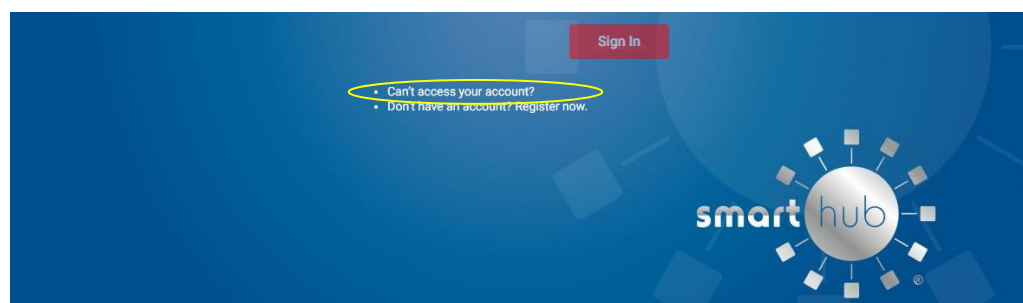 Sign In
• Can't access your account?
• Don't have an account? Register now.
smart hub
®